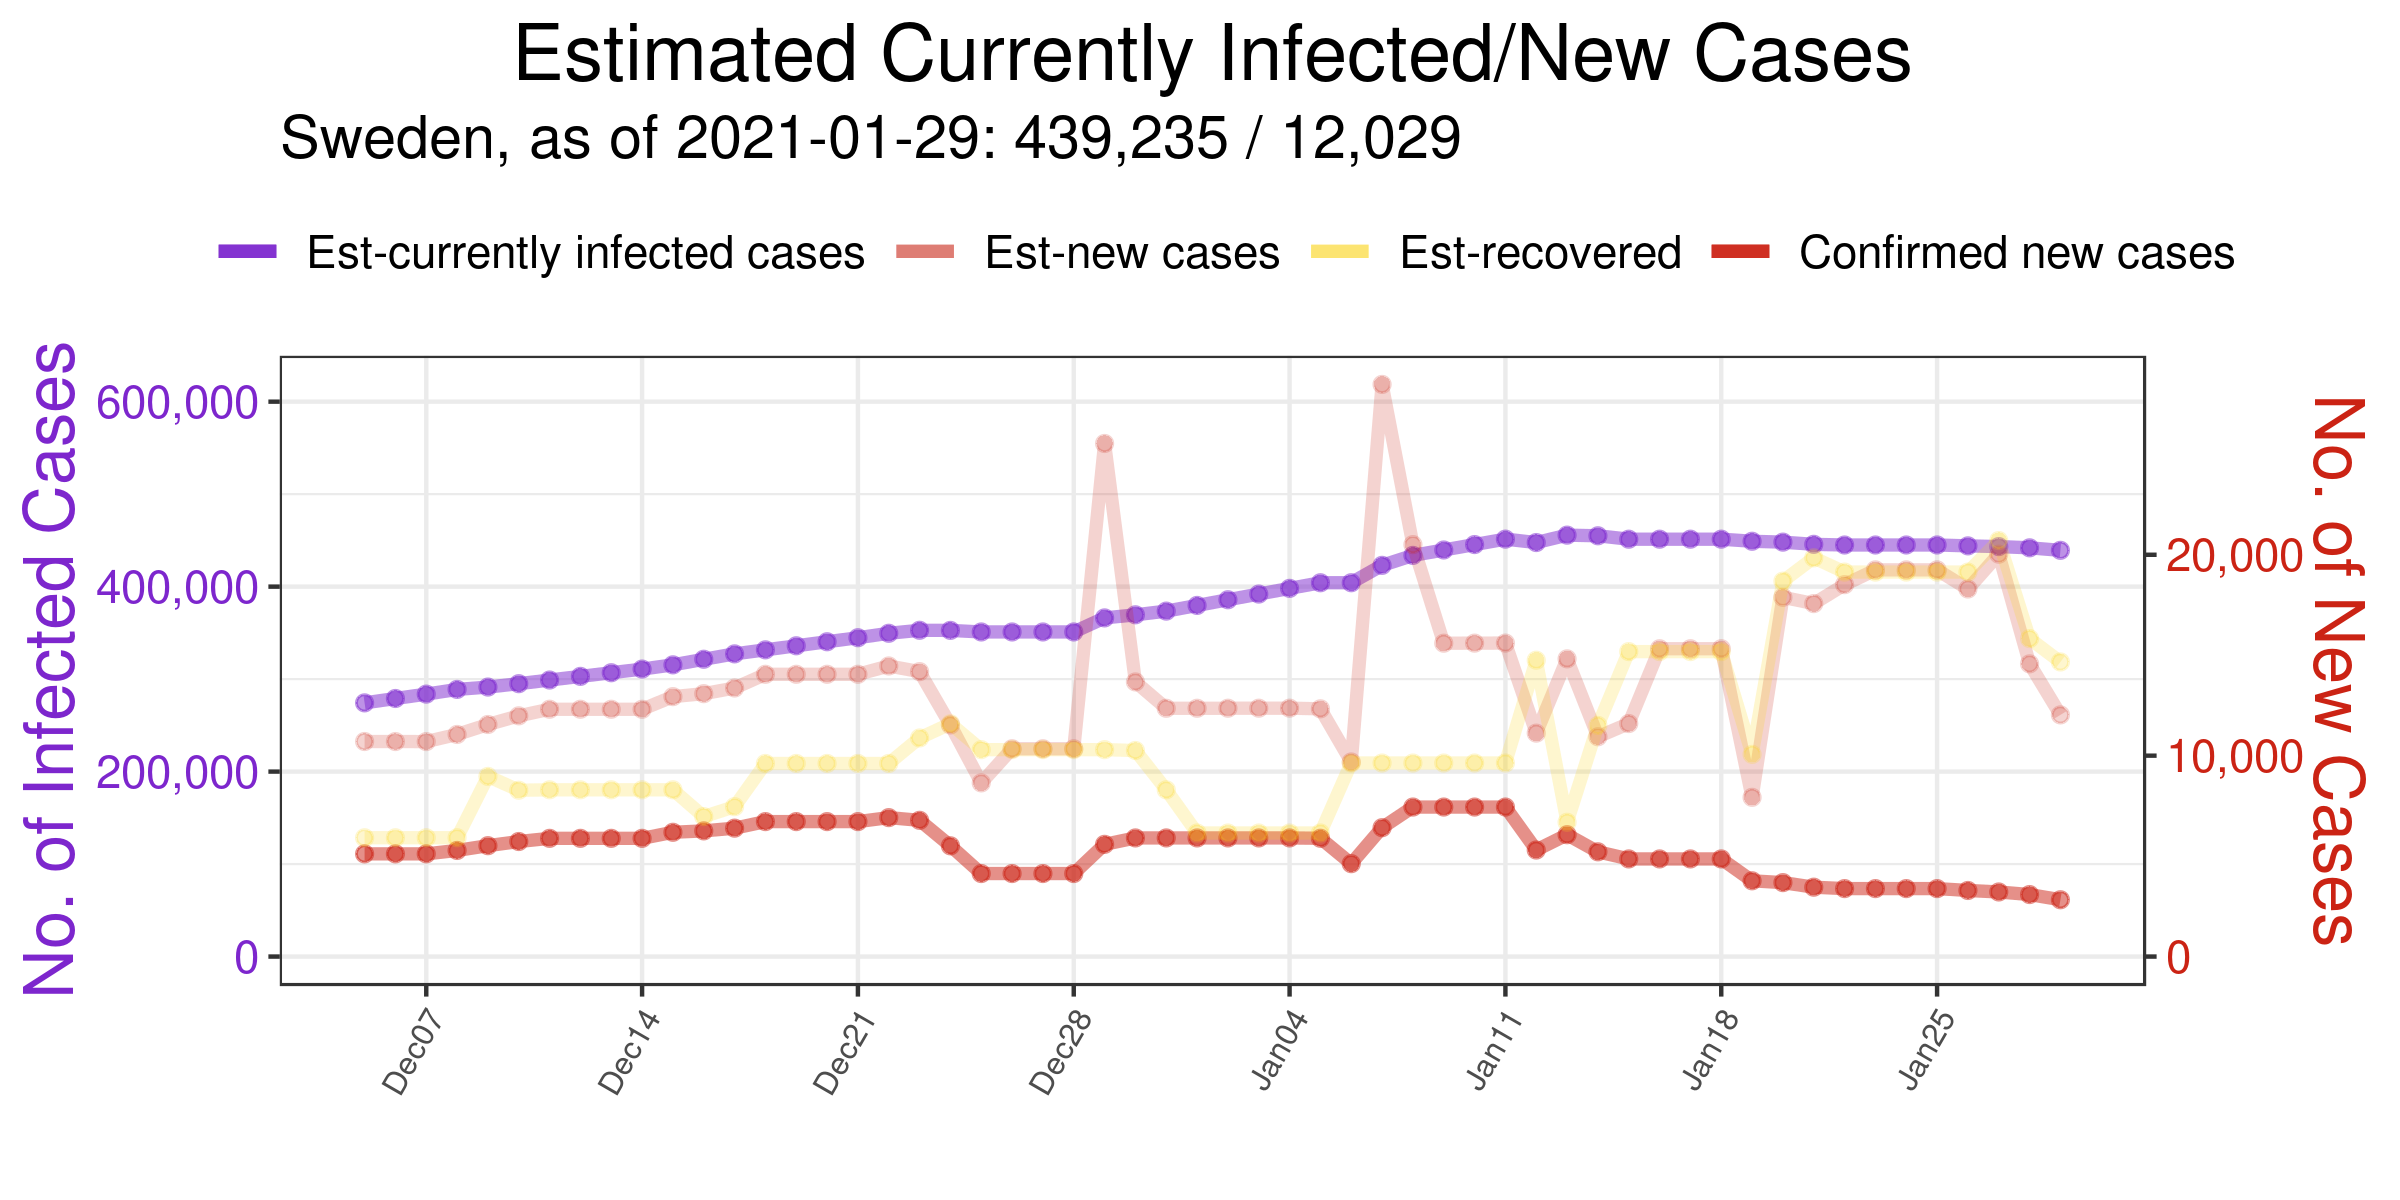 Estimated Currently Infected/New Cases
Sweden, as of 2021-01-29: 439,235 / 12,029
Est-currently infected cases Est-new cases Est-recovered Confirmed new cases
No. of Infected Cases
600,000
400,000
200,000
0
20,000
10,000
0
No. of New Cases
Dec07 Dec14 Dec21 Dec28 Jan04 Jan11 Jan18 Jan25